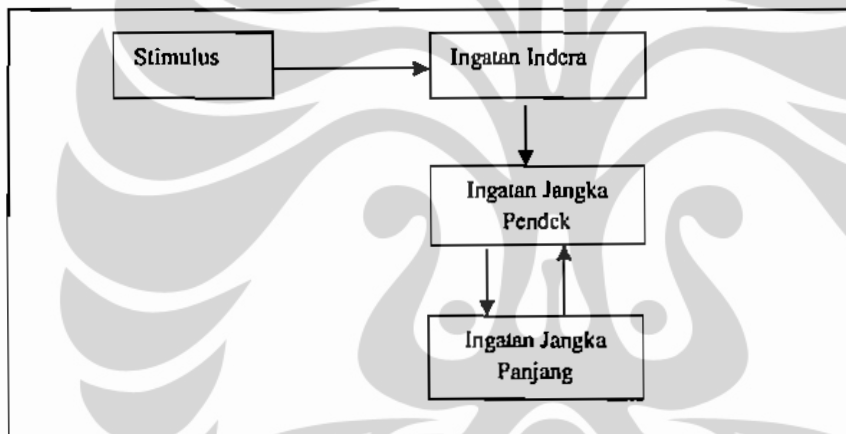 Stimulus
Ingatan Indera
Ingatan Jangka
Pendek
Ingatan Jangka
Panjang